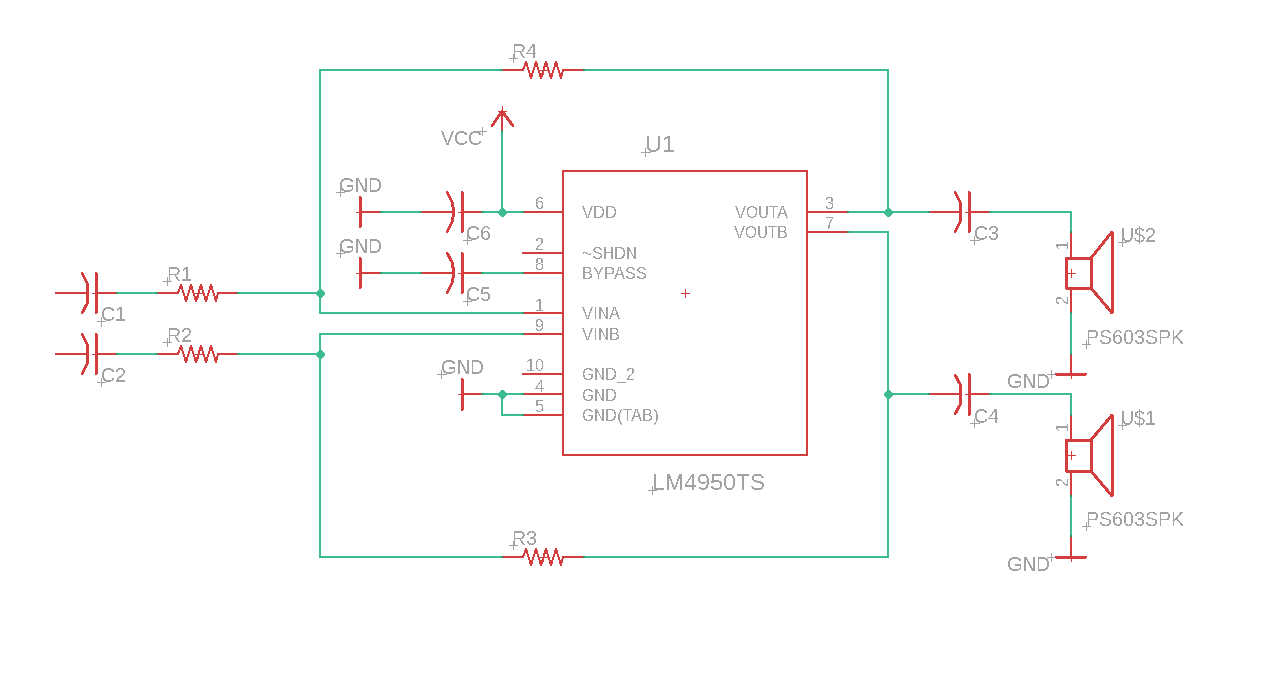 R4
VCC
U1
GND
6
VDD
VOUTA
3
C6
VOUTB
7
GND
2
~SHDN
8
BYPASS
C3
1
U$2
2
R1
C5
C1
1
VINA
9
VINB
R2
C2
PS603SPK
GND
10
GND_2
4
GND
5
GND(TAB)
GND
C4
1
U$1
2
LM4950TS
PS603SPK
R3
GND